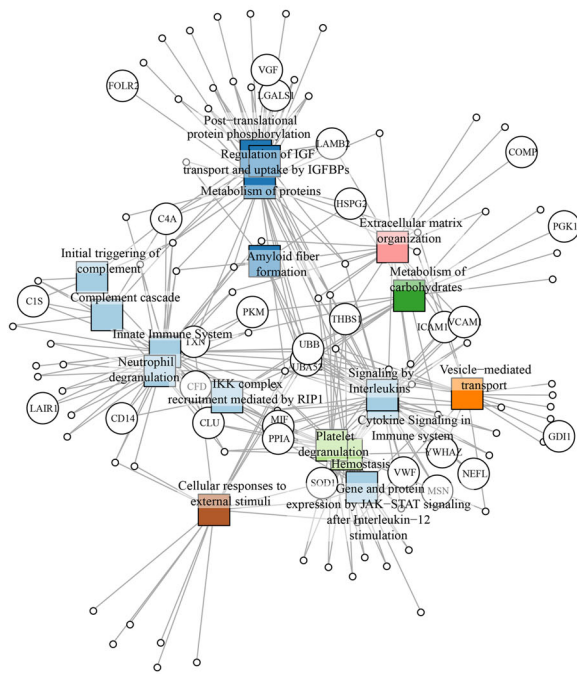 VGF
FOLR2
LGALS1
Post−translational
protein phosphorylation
LAMB2
COMP
Regulation of IGF
transport and uptake by IGFBPs
Metabolism of proteins
HSPG2
C4A
Extracellular matrix
organization
PGK1
Initial triggering of
complement
Amyloid fiber
formation
Metabolism of
carbohydrates
C1S
Complement cascade
PKM
THBS1
ICAM1
VCAM1
Innate Immune System
TXN
UBB
UBA52
Neutrophil
degranulation
CFD
IKK complex
recruitment mediated by RIP1
Signaling by
Interleukins
Vesicle−mediated
transport
LAIR1
CD14
CLU
MIF
PPIA
Cytokine Signaling in
Immune system
GDI1
Platelet
degranulation
Hemostasis
YWHAZ
VWF
NEFL
Cellular responses to
external stimuli
SOD1
MSN
Gene and protein
expression by JAK−STAT signaling
after Interleukin−12
stimulation